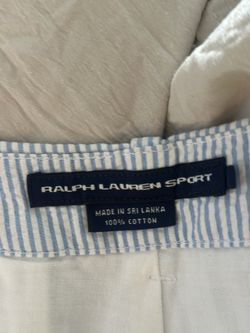 RALPH LAUREN SPORT
MADE IN SRI LANKA
100% COTTON